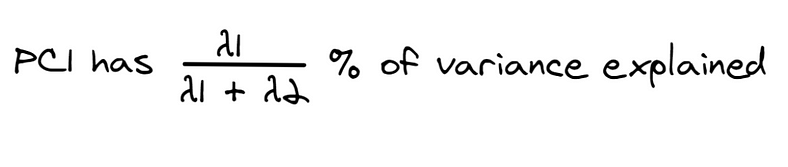 PC1 has λ1 / (λ1 + λ2) % of variance explained